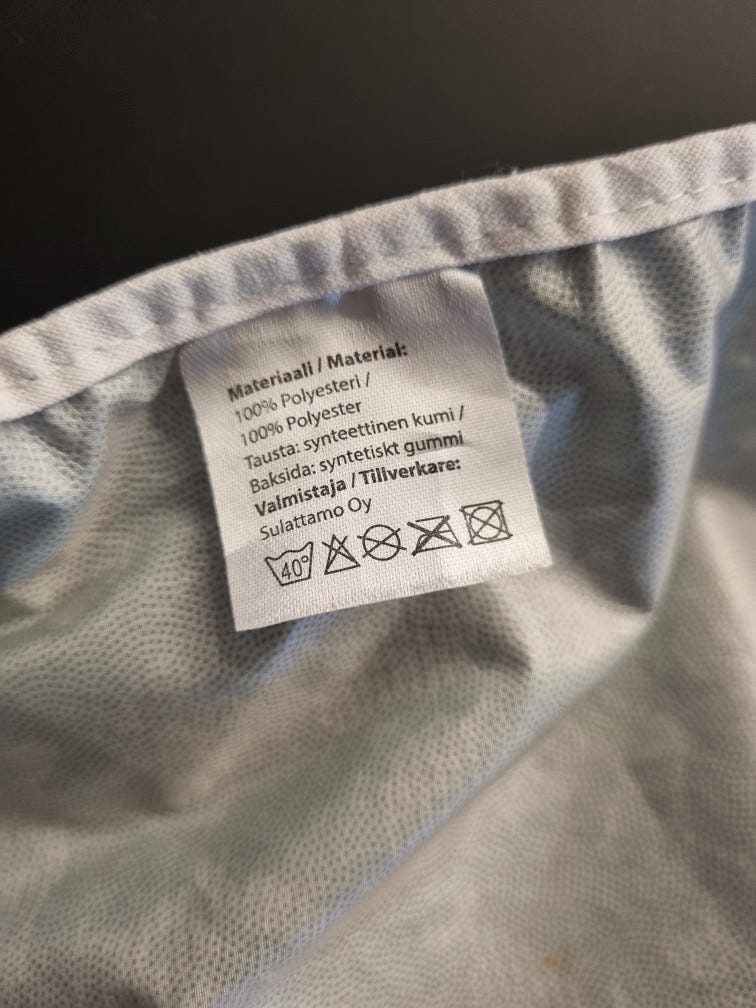 Materiaali / Material:
100% Polyesteri /
100% Polyester
Tausta: synteettinen kumi /
Baksida: syntetiskt gummi
Valmistaja / Tillverkare:
Sulattamo Oy
40°